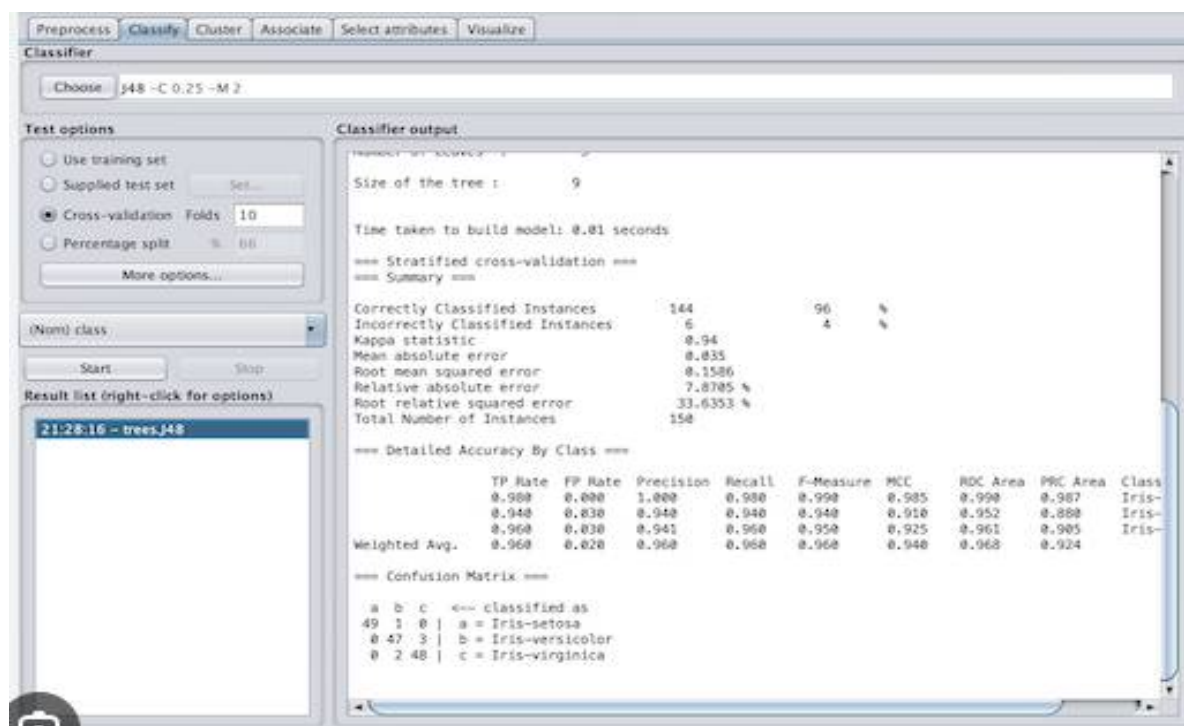 Preprocess Classify Cluster Associate Select attributes Visualize
Classifier
Choose J48 -C 0.25 -M 2
Test options
Use training set
Supplied test set Set...
Cross-validation Folds 10
Percentage split % 66
More options...
(Nom) class
Start Stop
Result list (right-click for options)
21:28:16 - trees.J48
Classifier output
Size of the tree : 9
Time taken to build model: 0.01 seconds
=== Stratified cross-validation ===
=== Summary ===
Correctly Classified Instances 144 96 %
Incorrectly Classified Instances 6 4 %
Kappa statistic 0.94
Mean absolute error 0.035
Root mean squared error 0.1586
Relative absolute error 7.8705 %
Root relative squared error 33.6353 %
Total Number of Instances 150
=== Detailed Accuracy By Class ===
TP Rate FP Rate Precision Recall F-Measure MCC ROC Area PRC Area Class
0.980 0.000 1.000 0.980 0.990 0.985 0.990 0.987 Iris-
0.940 0.030 0.940 0.940 0.940 0.910 0.952 0.880 Iris-
0.960 0.030 0.941 0.960 0.950 0.925 0.961 0.905 Iris-
Weighted Avg. 0.960 0.020 0.960 0.960 0.960 0.940 0.968 0.924
=== Confusion Matrix ===
a b c <-- classified as
49 1 0 | a = Iris-setosa
0 47 3 | b = Iris-versicolor
0 2 48 | c = Iris-virginica